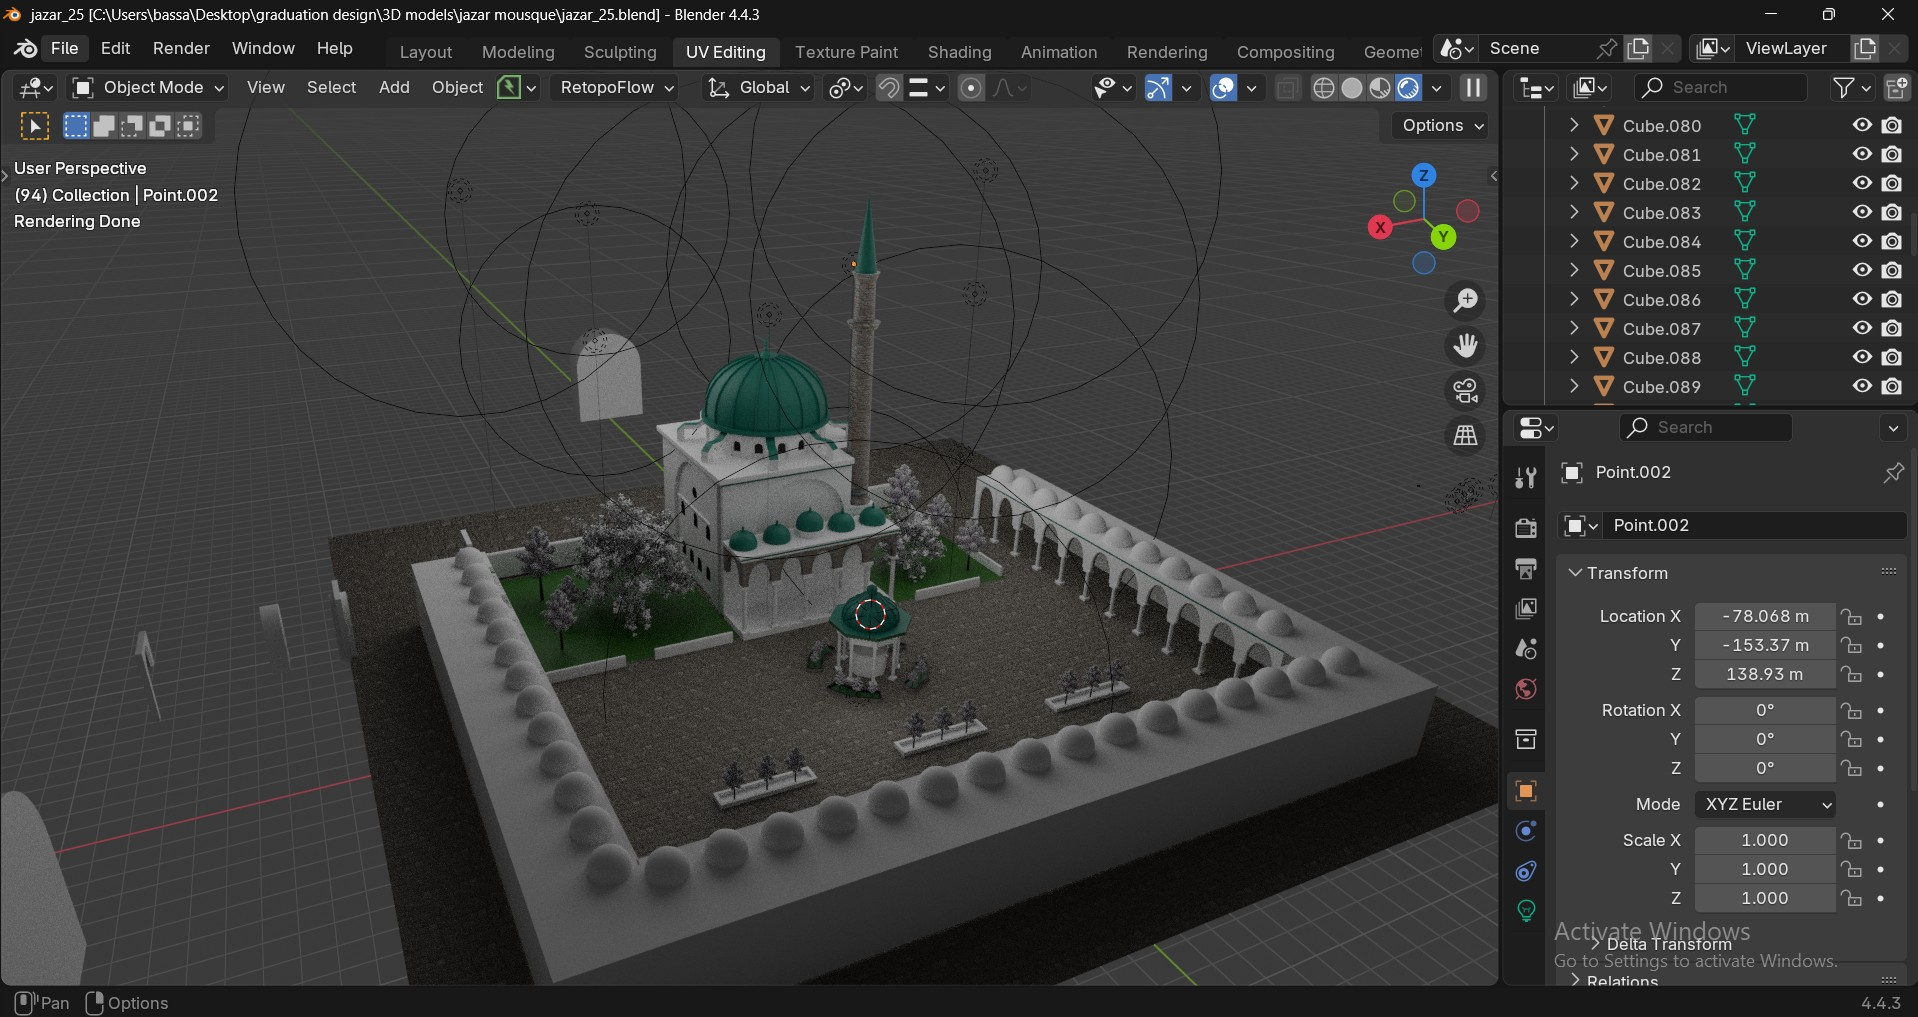 jazar_25 [C:\Users\bassa\Desktop\graduation design\3D models\jazar mousque\jazar_25.blend] - Blender 4.4.3
File Edit Render Window Help Layout Modeling Sculpting UV Editing Texture Paint Shading Animation Rendering Compositing Geomet Scene ViewLayer
Object Mode View Select Add Object RetopoFlow Global Search
Options
User Perspective
(94) Collection | Point.002
Rendering Done
Z
X
Y
Cube.080
Cube.081
Cube.082
Cube.083
Cube.084
Cube.085
Cube.086
Cube.087
Cube.088
Cube.089
Search
Point.002
Point.002
Transform
Location X -78.068 m
Y -153.37 m
Z 138.93 m
Rotation X 0°
Y 0°
Z 0°
Mode XYZ Euler
Scale X 1.000
Y 1.000
Z 1.000
Activate Windows
Delta Transform
Go to Settings to activate Windows.
Relations
Pan Options 4.4.3